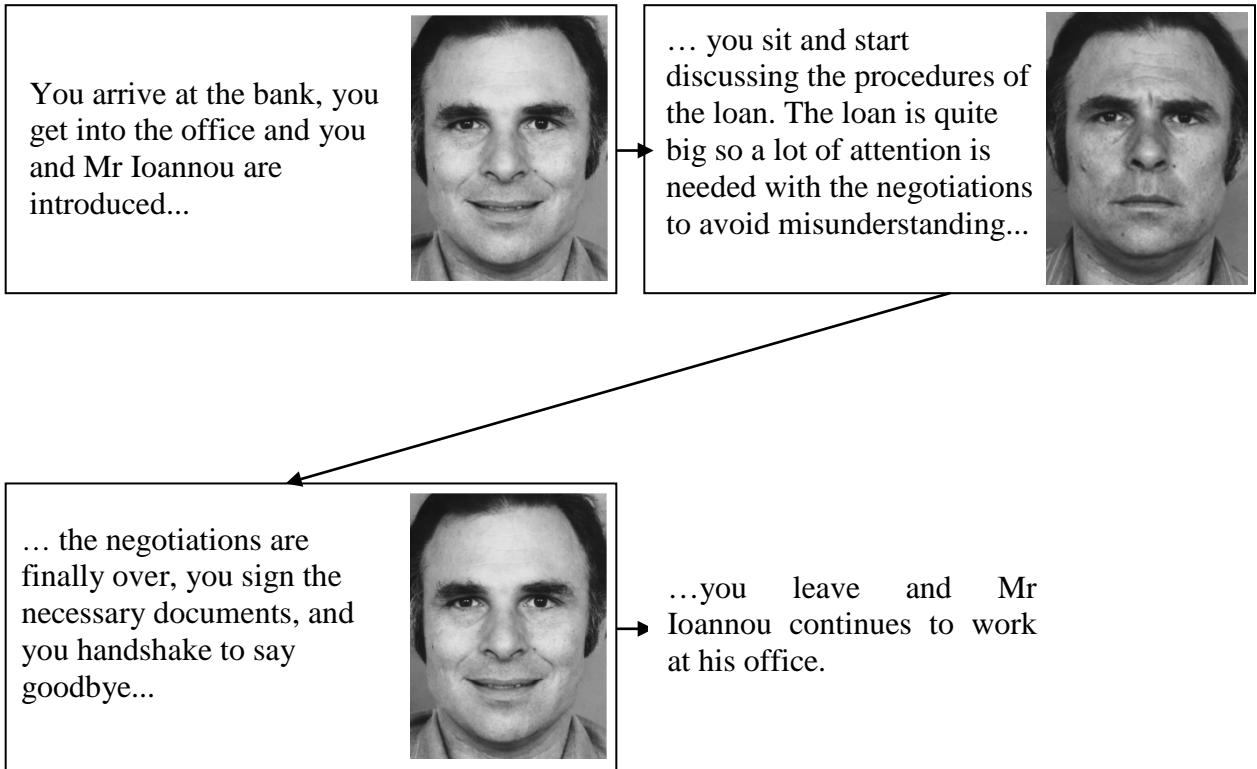 You arrive at the bank, you
get into the office and you
and Mr Ioannou are
introduced...
… you sit and start
discussing the procedures of
the loan. The loan is quite
big so a lot of attention is
needed with the negotiations
to avoid misunderstanding...
… the negotiations are
finally over, you sign the
necessary documents, and
you handshake to say
goodbye...
…you leave and Mr
Ioannou continues to work
at his office.